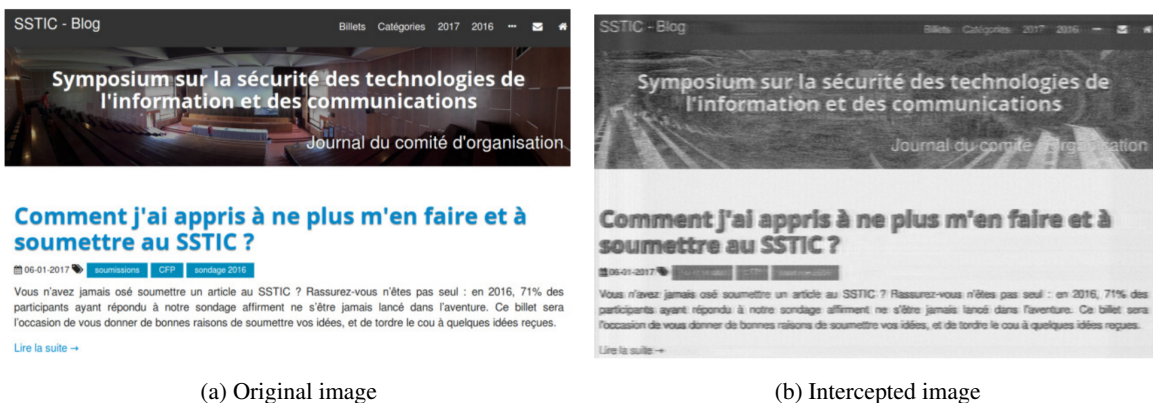 SSTIC - Blog
Billets Catégories 2017 2016 •••
Symposium sur la sécurité des technologies de
l'information et des communications
Journal du comité d'organisation
Comment j'ai appris à ne plus m'en faire et à
soumettre au SSTIC ?
06-01-2017 soumissions CFP sondage 2016
Vous n'avez jamais osé soumettre un article au SSTIC ? Rassurez-vous n'êtes pas seul : en 2016, 71% des
participants ayant répondu à notre sondage affirment ne s'être jamais lancé dans l'aventure. Ce billet sera
l'occasion de vous donner de bonnes raisons de soumettre vos idées, et de tordre le cou à quelques idées reçues.
Lire la suite →
(a) Original image
SSTIC - Blog
Billets Catégories 2017 2016
Symposium sur la sécurité des technologies de
l'information et des communications
Journal du comité d'organisation
Comment j'ai appris à ne plus m'en faire et à
soumettre au SSTIC ?
06-01-2017 CFP
Vous n'avez jamais osé soumettre un article au SSTIC ? Rassurez-vous n'êtes pas seul : en 2016, 71% des
participants ayant répondu à notre sondage affirment ne s'être jamais lancé dans l'aventure. Ce billet sera
l'occasion de vous donner de bonnes raisons de soumettre vos idées, et de tordre le cou à quelques idées reçues.
Lire la suite →
(b) Intercepted image